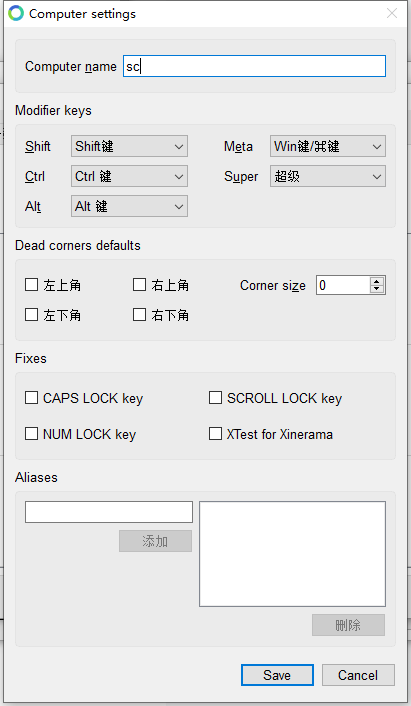 Computer settings
Computer name sc
Modifier keys
Shift Shift键 Meta Win键/⌘键
Ctrl Ctrl 键 Super 超级
Alt Alt 键
Dead corners defaults
左上角 右上角 Corner size 0
左下角 右下角
Fixes
CAPS LOCK key SCROLL LOCK key
NUM LOCK key XTest for Xinerama
Aliases
添加
刪除
Save Cancel